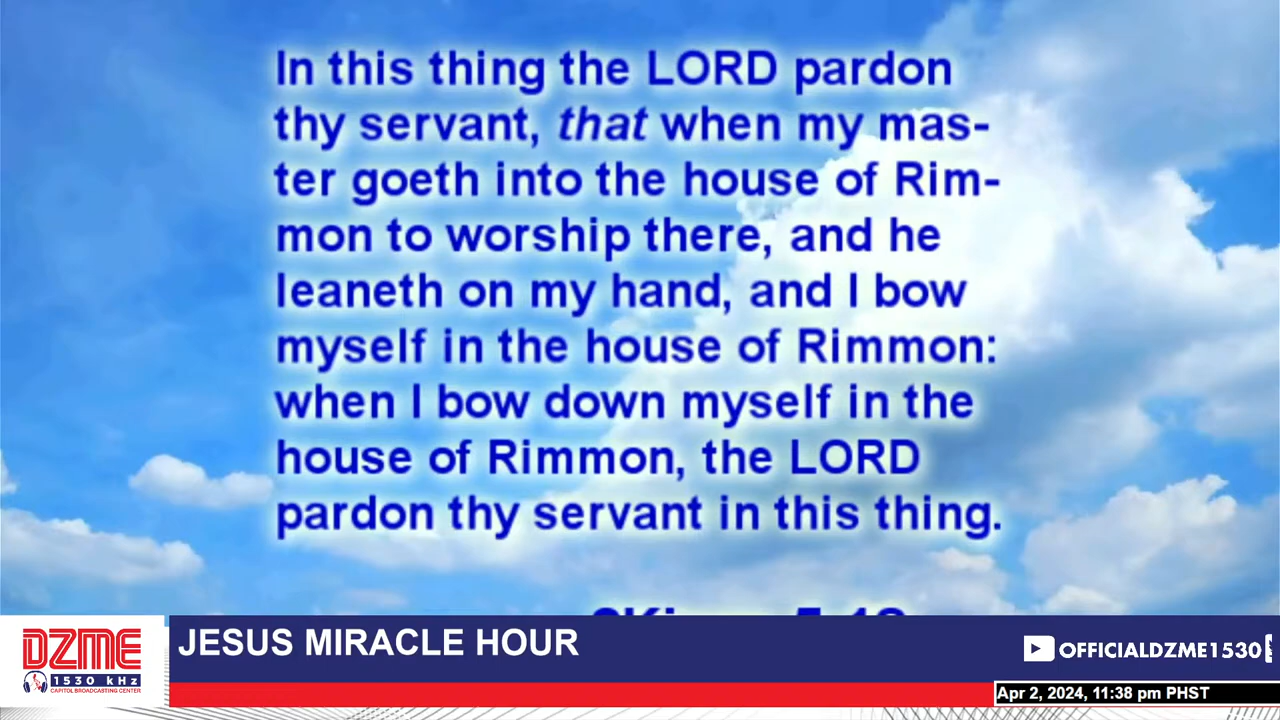 In this thing the LORD pardon
thy servant, that when my mas-
ter goeth into the house of Rim-
mon to worship there, and he
leaneth on my hand, and I bow
myself in the house of Rimmon:
when I bow down myself in the
house of Rimmon, the LORD
pardon thy servant in this thing.
DZME
1530 kHz
CAPITOL BROADCASTING CENTER
JESUS MIRACLE HOUR
OFFICIALDZME1530
Apr 2, 2024, 11:38 pm PHST